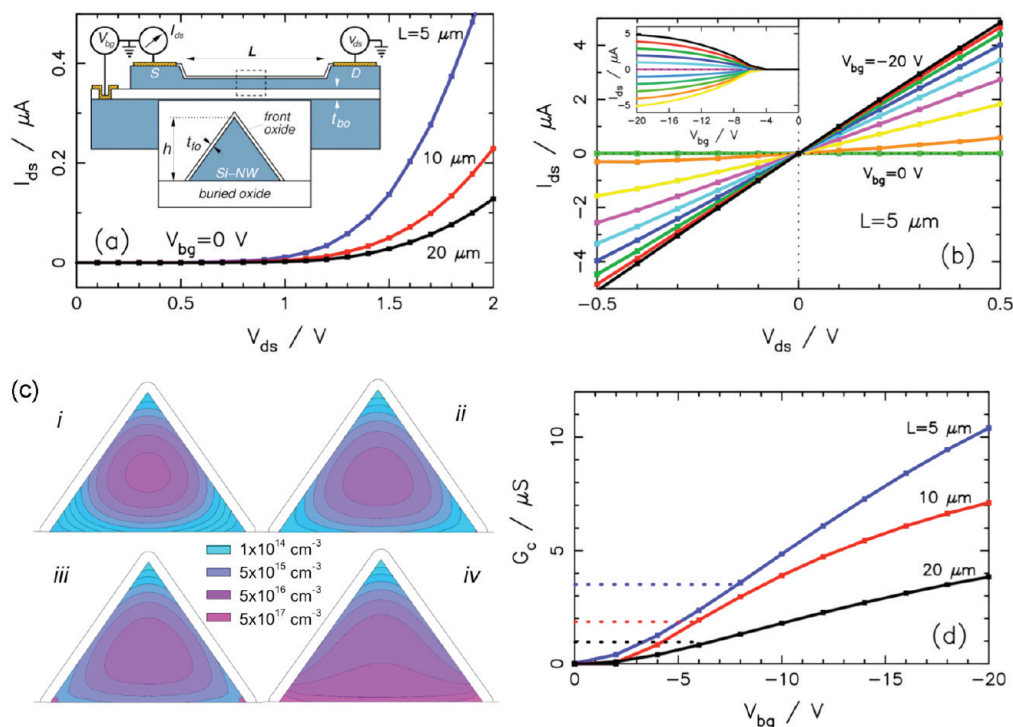 0.4
0.2
0
I_ds / μA
0
0.5
1
1.5
2
V_ds / V
(a)
V_bg=0 V
L=5 μm
10 μm
20 μm
V_bg
I_ds
V_ds
S
L
D
t_bo
h
t_fo
front
oxide
Si-NW
buried oxide
4
2
0
-2
-4
I_ds / μA
-0.5
0
0.5
V_ds / V
5
0
-5
I_ds / μA
-20
-16
-12
-8
-4
0
V_bg / V
V_bg=-20 V
V_bg=0 V
L=5 μm
(b)
(c)
i
ii
iii
iv
1x10^14 cm^-3
5x10^15 cm^-3
5x10^16 cm^-3
5x10^17 cm^-3
10
5
0
G_c / μS
0
-5
-10
-15
-20
V_bg / V
L=5 μm
10 μm
20 μm
(d)